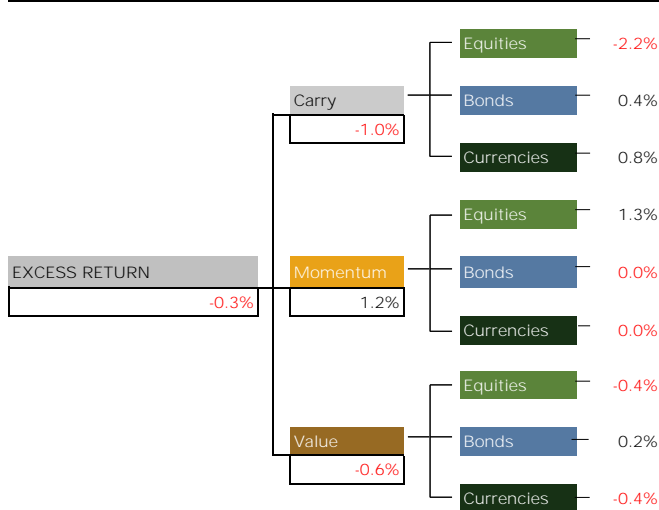 Equities -2.2%
Carry
Bonds 0.4%
-1.0%
Currencies 0.8%
Equities 1.3%
EXCESS RETURN
Momentum
Bonds 0.0%
-0.3%
1.2%
Currencies 0.0%
Equities -0.4%
Value
Bonds 0.2%
-0.6%
Currencies -0.4%